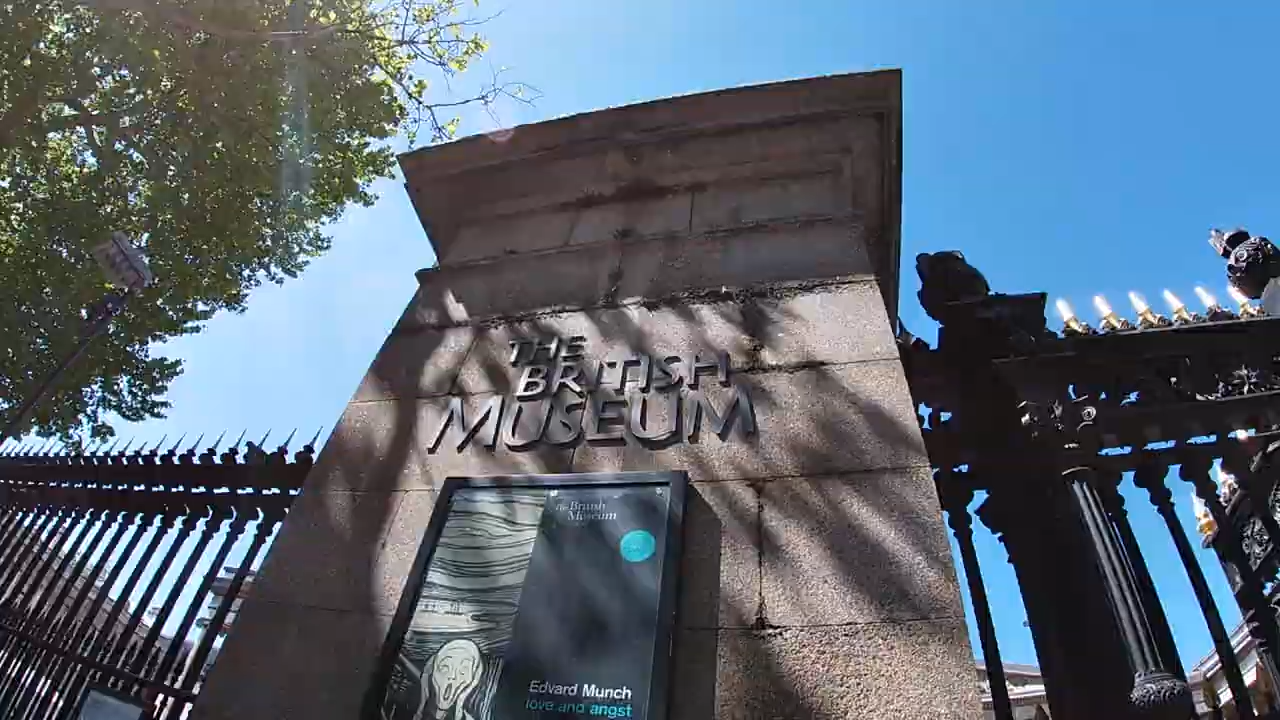 THE
BRITISH
MUSEUM
the British
Museum
Edvard Munch
love and angst